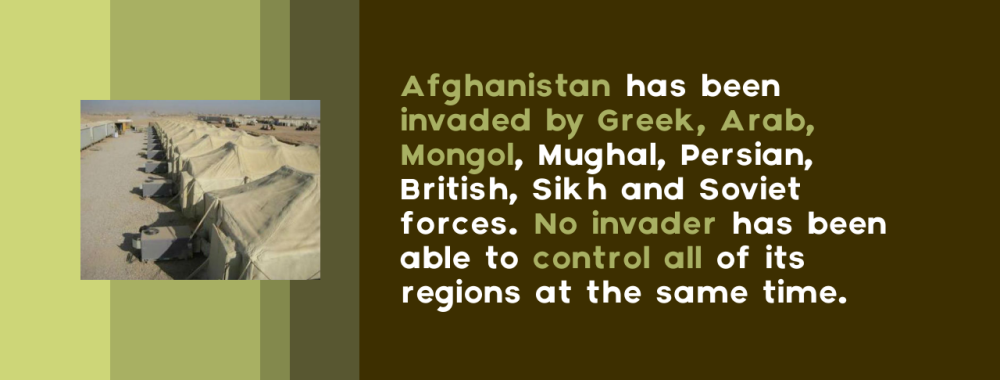 Afghanistan has been
invaded by Greek, Arab,
Mongol, Mughal, Persian,
British, Sikh and Soviet
forces. No invader has been
able to control all of its
regions at the same time.